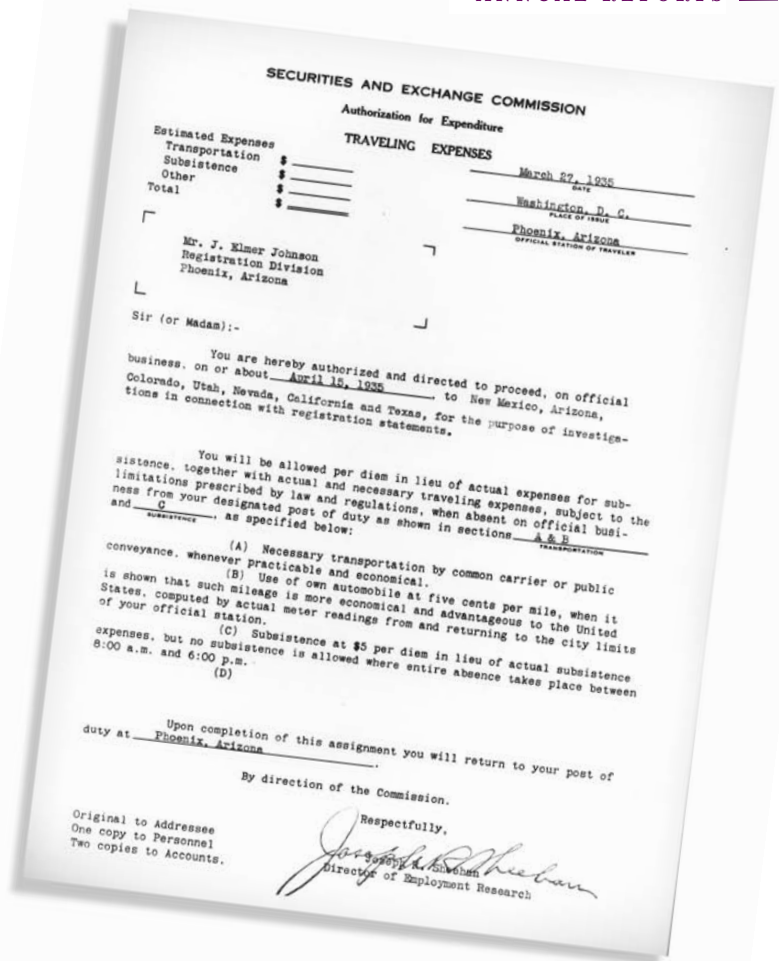 SECURITIES AND EXCHANGE COMMISSION
Authorization for Expenditure
TRAVELING EXPENSES
Estimated Expenses
Transportation $
Subsistence $
Other $
Total $
March 27, 1935
DATE
Washington, D. C.
PLACE OF ISSUE
Phoenix, Arizona
OFFICIAL STATION OF TRAVELER
Mr. J. Elmer Johnson
Registration Division
Phoenix, Arizona
Sir (or Madam):-
You are hereby authorized and directed to proceed, on official
business, on or about April 15, 1935, to New Mexico, Arizona,
Colorado, Utah, Nevada, California and Texas, for the purpose of investiga-
tions in connection with registration statements.
You will be allowed per diem in lieu of actual expenses for sub-
sistence, together with actual and necessary traveling expenses, subject to the
limitations prescribed by law and regulations, when absent on official busi-
ness from your designated post of duty as shown in sections A & B
TRANSPORTATION
and C, as specified below:
SUBSISTENCE
(A) Necessary transportation by common carrier or public
conveyance, whenever practicable and economical.
(B) Use of own automobile at five cents per mile, when it
is shown that such mileage is more economical and advantageous to the United
States, computed by actual meter readings from and returning to the city limits
of your official station.
(C) Subsistence at $5 per diem in lieu of actual subsistence
expenses, but no subsistence is allowed where entire absence takes place between
8:00 a.m. and 6:00 p.m.
(D)
Upon completion of this assignment you will return to your post of
duty at Phoenix, Arizona.
By direction of the Commission.
Respectfully,
Joseph R. Sheehan
Director of Employment Research
Original to Addressee
One copy to Personnel
Two copies to Accounts.